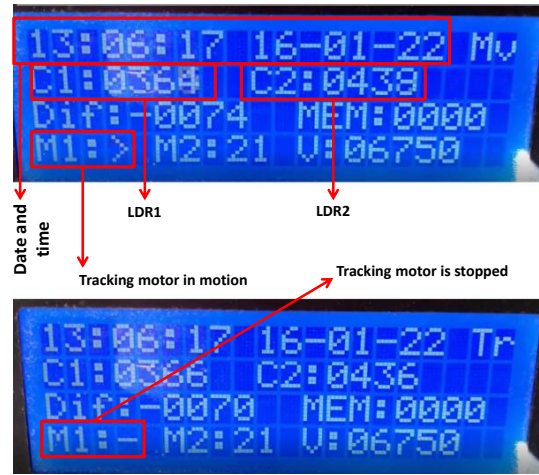 13:06:17 16-01-22 Mv
C1:0364 C2:0438
Dif:-0074 MEM:0000
M1:> M2:21 V:06750
Date and time
LDR1
LDR2
Tracking motor in motion
Tracking motor is stopped
13:06:17 16-01-22 Tr
C1:0366 C2:0436
Dif:-0070 MEM:0000
M1:- M2:21 V:06750